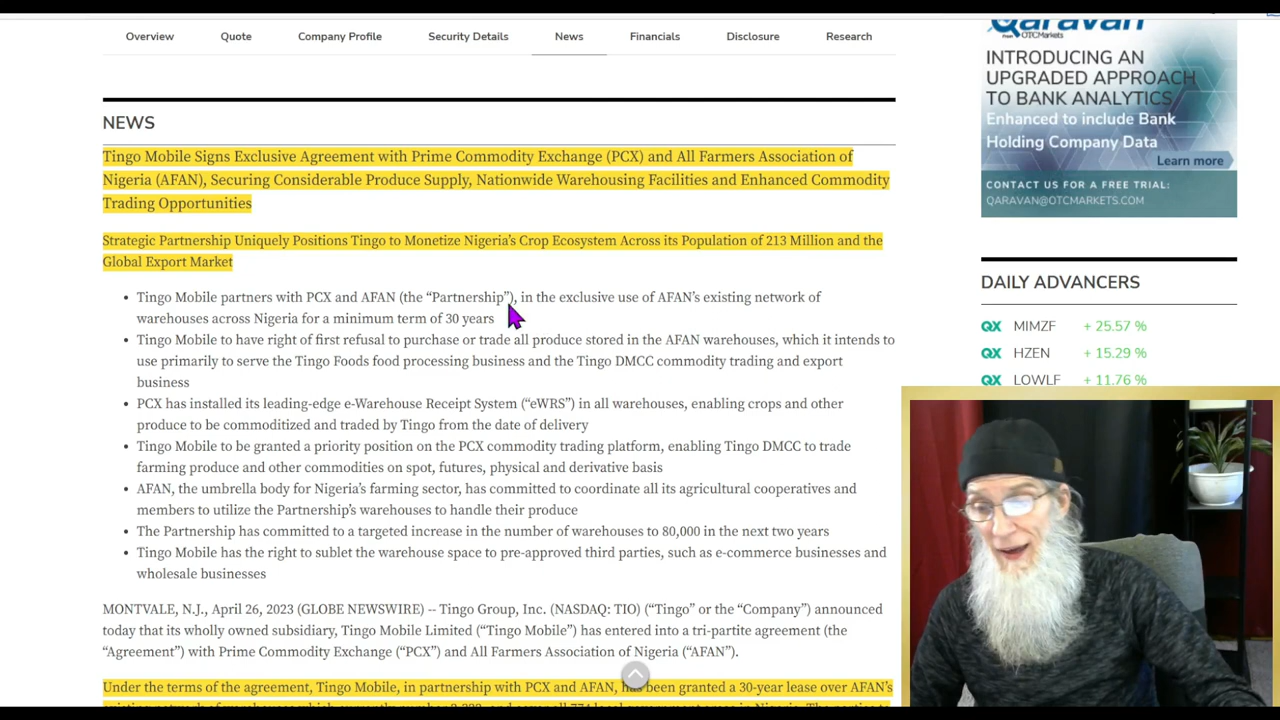 Overview Quote Company Profile Security Details News Financials Disclosure Research
NEWS
Tingo Mobile Signs Exclusive Agreement with Prime Commodity Exchange (PCX) and All Farmers Association of
Nigeria (AFAN), Securing Considerable Produce Supply, Nationwide Warehousing Facilities and Enhanced Commodity
Trading Opportunities
Strategic Partnership Uniquely Positions Tingo to Monetize Nigeria's Crop Ecosystem Across its Population of 213 Million and the
Global Export Market
• Tingo Mobile partners with PCX and AFAN (the “Partnership”), in the exclusive use of AFAN’s existing network of
warehouses across Nigeria for a minimum term of 30 years
• Tingo Mobile to have right of first refusal to purchase or trade all produce stored in the AFAN warehouses, which it intends to
use primarily to serve the Tingo Foods food processing business and the Tingo DMCC commodity trading and export
business
• PCX has installed its leading-edge e-Warehouse Receipt System (“eWRS”) in all warehouses, enabling crops and other
produce to be commoditized and traded by Tingo from the date of delivery
• Tingo Mobile to be granted a priority position on the PCX commodity trading platform, enabling Tingo DMCC to trade
farming produce and other commodities on spot, futures, physical and derivative basis
• AFAN, the umbrella body for Nigeria’s farming sector, has committed to coordinate all its agricultural cooperatives and
members to utilize the Partnership’s warehouses to handle their produce
• The Partnership has committed to a targeted increase in the number of warehouses to 80,000 in the next two years
• Tingo Mobile has the right to sublet the warehouse space to pre-approved third parties, such as e-commerce businesses and
wholesale businesses
MONTVALE, N.J., April 26, 2023 (GLOBE NEWSWIRE) -- Tingo Group, Inc. (NASDAQ: TIO) (“Tingo” or the “Company”) announced
today that its wholly owned subsidiary, Tingo Mobile Limited (“Tingo Mobile”) has entered into a tri-partite agreement (the
“Agreement”) with Prime Commodity Exchange (“PCX”) and All Farmers Association of Nigeria (“AFAN”).
Under the terms of the agreement, Tingo Mobile, in partnership with PCX and AFAN, has been granted a 30-year lease over AFAN’s
Qaravan
From OTCMarkets
INTRODUCING AN
UPGRADED APPROACH
TO BANK ANALYTICS
Enhanced to include Bank
Holding Company Data
Learn more
CONTACT US FOR A FREE TRIAL:
QARAVAN@OTCMARKETS.COM
DAILY ADVANCERS
QX MIMZF + 25.57 %
QX HZEN + 15.29 %
QX LOWLF + 11.76 %